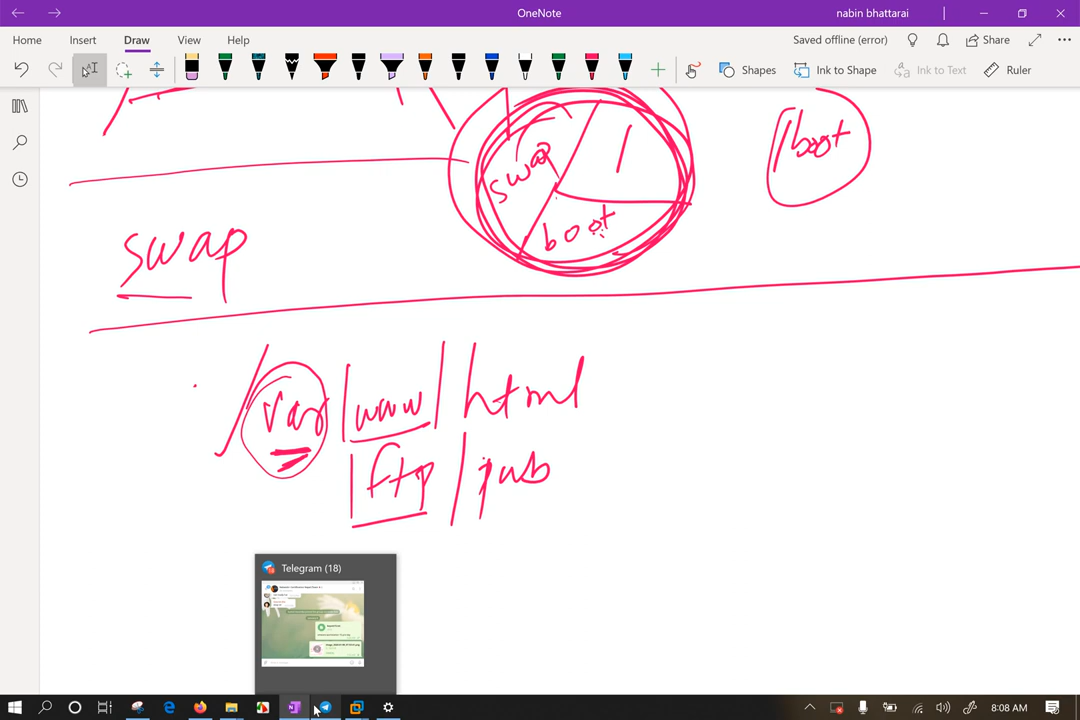 OneNote
nabin bhattarai
Home Insert Draw View Help
Saved offline (error)
Share
Shapes
Ink to Shape
Ink to Text
Ruler
swap
/
boot
/boot
swap
/var/www/html
/ftp/pub
Telegram (18)
8:08 AM